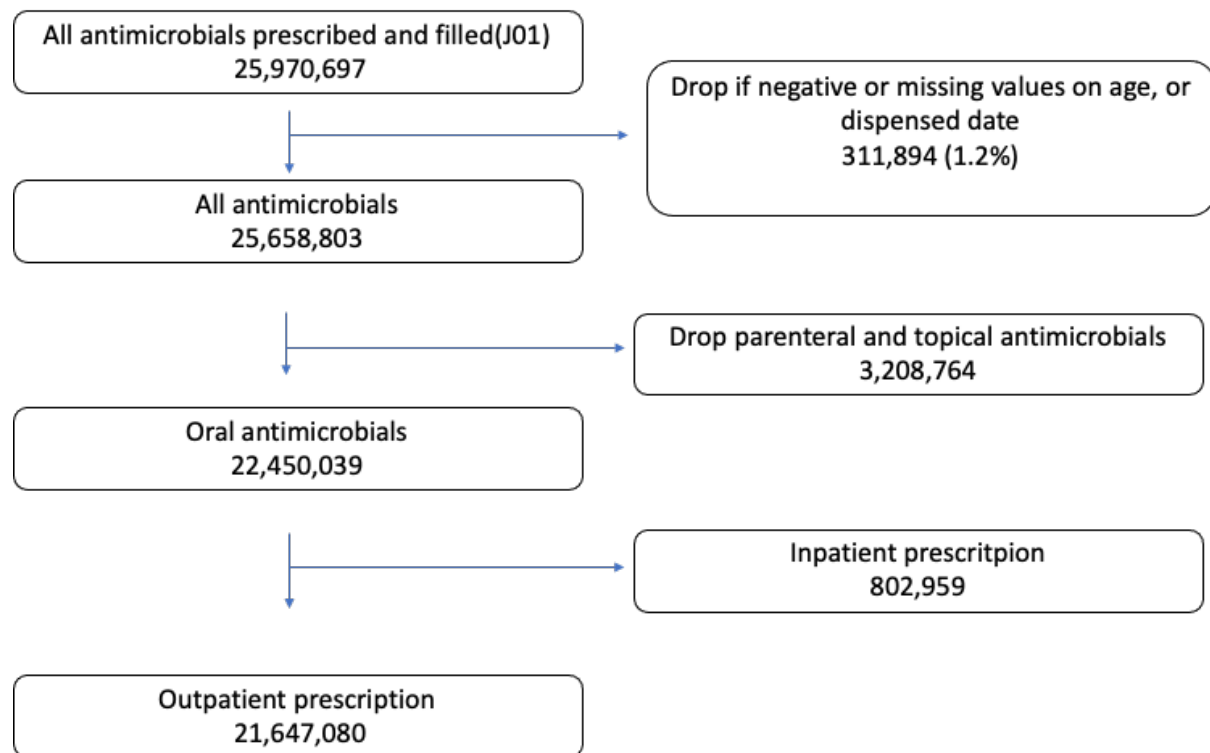 All antimicrobials prescribed and filled(J01)
25,970,697
Drop if negative or missing values on age, or
dispensed date
311,894 (1.2%)
All antimicrobials
25,658,803
Drop parenteral and topical antimicrobials
3,208,764
Oral antimicrobials
22,450,039
Inpatient prescritpion
802,959
Outpatient prescription
21,647,080